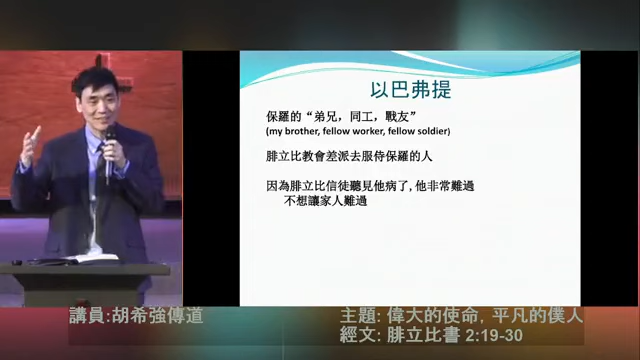 以巴弗提
保羅的“弟兄，同工，戰友”
(my brother, fellow worker, fellow soldier)
腓立比教會差派去服侍保羅的人
因為腓立比信徒聽見他病了, 他非常難過
不想讓家人難過
講員:胡希強傳道
主題: 偉大的使命, 平凡的僕人
經文: 腓立比書 2:19-30